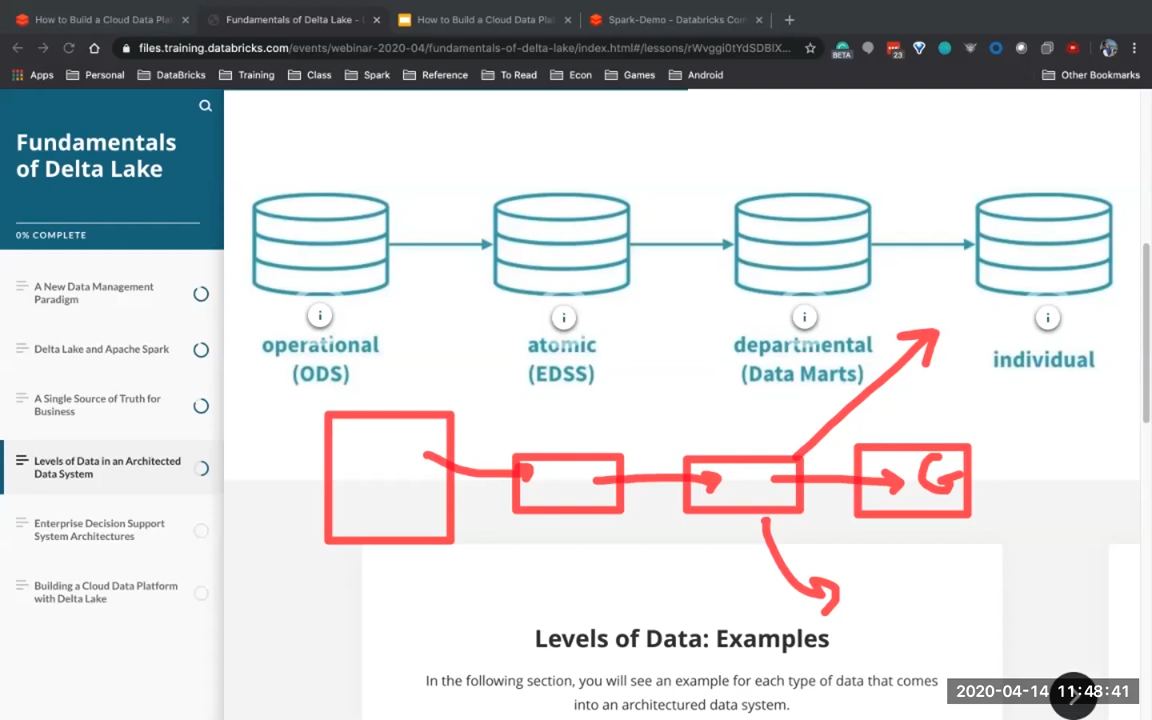 How to Build a Cloud Data Pla
Fundamentals of Delta Lake -
How to Build a Cloud Data Pla
Spark-Demo - Databricks Com
files.training.databricks.com/events/webinar-2020-04/fundamentals-of-delta-lake/index.html#/lessons/rWvggi0tYdSDBlX...
BETA
23
Apps Personal DataBricks Training Class Spark Reference To Read Econ Games Android Other Bookmarks
Fundamentals
of Delta Lake
0% COMPLETE
A New Data Management
Paradigm
Delta Lake and Apache Spark
A Single Source of Truth for
Business
Levels of Data in an Architected
Data System
Enterprise Decision Support
System Architectures
Building a Cloud Data Platform
with Delta Lake
i i i i
operational
(ODS)
atomic
(EDSS)
departmental
(Data Marts)
individual
G
Levels of Data: Examples
In the following section, you will see an example for each type of data that comes
into an architectured data system.
2020-04-14 11:48:41